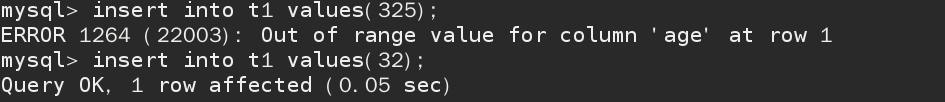 mysql> insert into t1 values(325);
ERROR 1264 (22003): Out of range value for column 'age' at row 1
mysql> insert into t1 values(32);
Query OK, 1 row affected (0.05 sec)